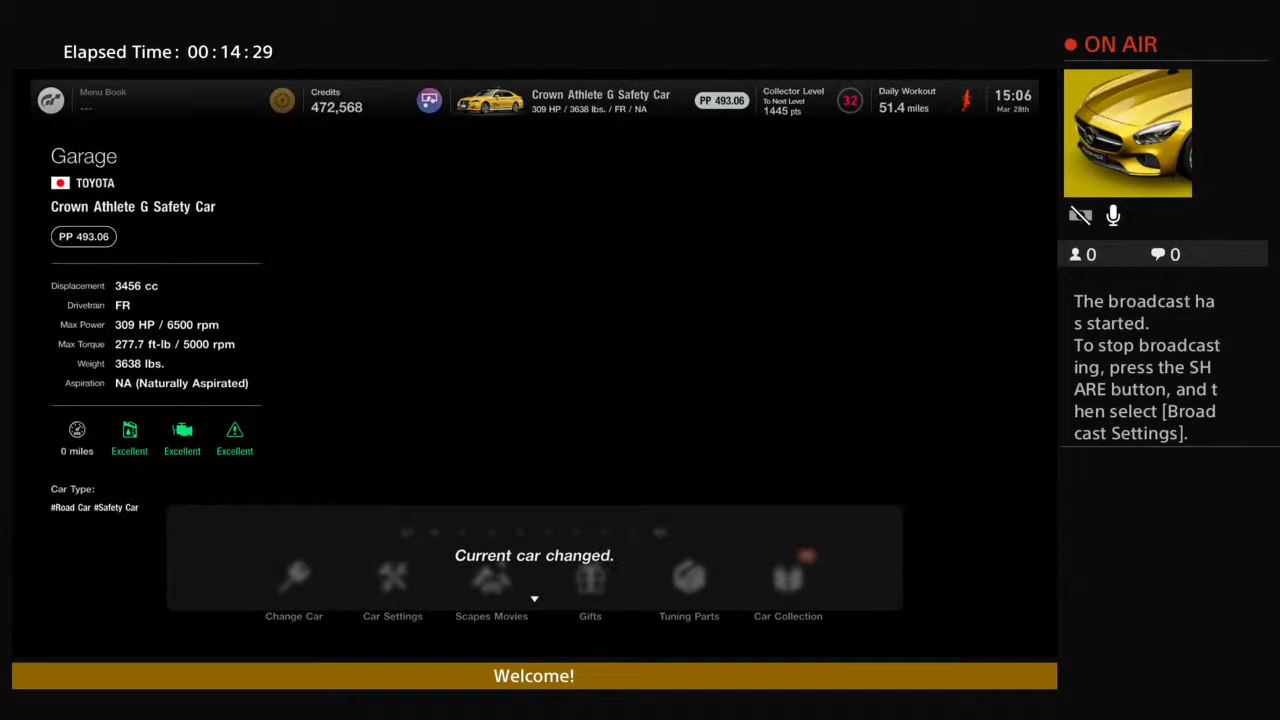 Elapsed Time: 00:14:29
ON AIR
Menu Book
---
Credits
472,568
Crown Athlete G Safety Car
309 HP / 3638 lbs. / FR / NA
PP 493.06
Collector Level
To Next Level
1445 pts
32
Daily Workout
51.4 miles
15:06
Mar 28th
Garage
TOYOTA
Crown Athlete G Safety Car
PP 493.06
Displacement 3456 cc
Drivetrain FR
Max Power 309 HP / 6500 rpm
Max Torque 277.7 ft-lb / 5000 rpm
Weight 3638 lbs.
Aspiration NA (Naturally Aspirated)
0 miles Excellent Excellent Excellent
Car Type:
#Road Car #Safety Car
Current car changed.
Change Car Car Settings Scapes Movies Gifts Tuning Parts Car Collection
Welcome!
0 0
The broadcast ha
s started.
To stop broadcast
ing, press the SH
ARE button, and t
hen select [Broad
cast Settings].